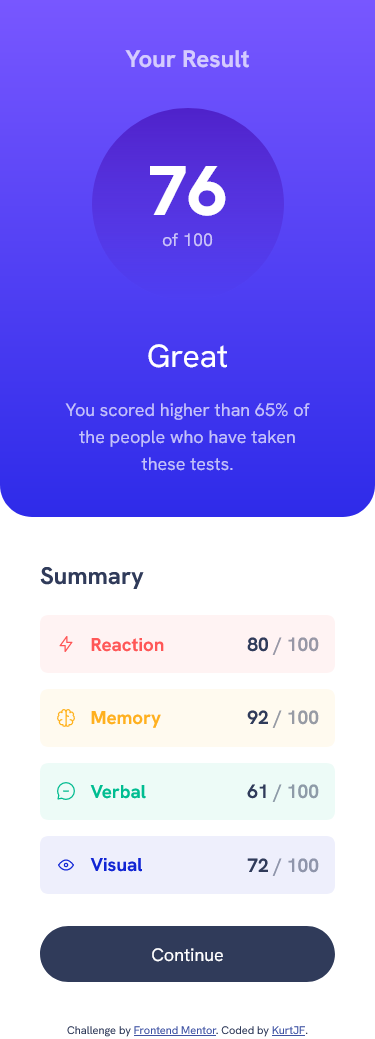 Your Result
76
of 100
Great
You scored higher than 65% of
the people who have taken
these tests.
Summary
Reaction 80 / 100
Memory 92 / 100
Verbal 61 / 100
Visual 72 / 100
Continue
Challenge by Frontend Mentor. Coded by KurtJF.